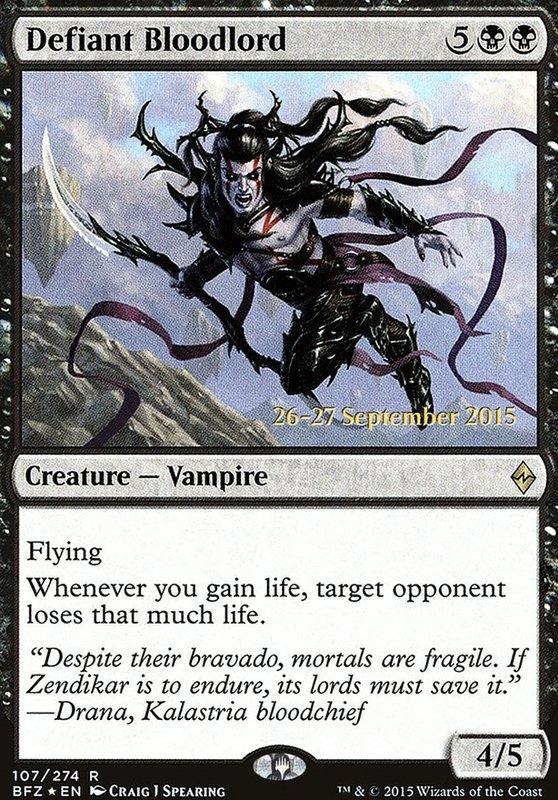 Defiant Bloodlord 5
26–27 September 2015
Creature — Vampire
Flying
Whenever you gain life, target opponent
loses that much life.
“Despite their bravado, mortals are fragile. If
Zendikar is to endure, its lords must save it.”
—Drana, Kalastria bloodchief
4/5
107/274 R
BFZ ★ EN Craig J Spearing
™ & © 2015 Wizards of the Coast